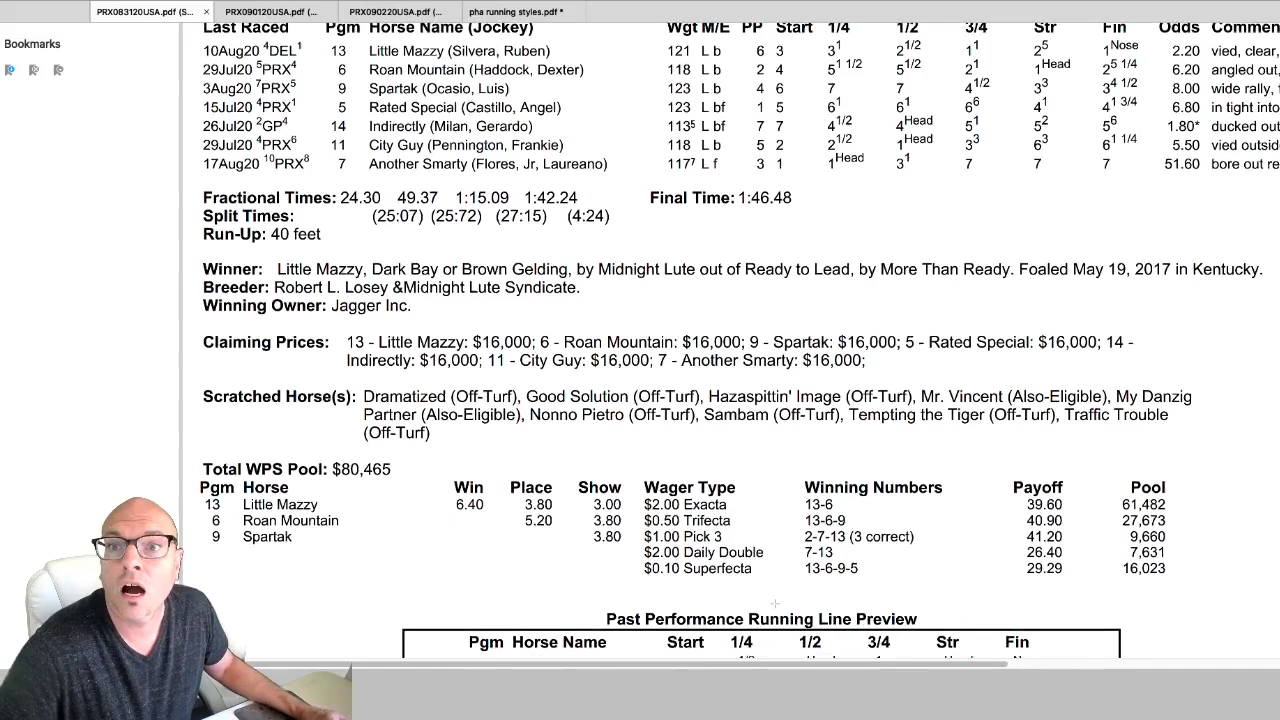 PRX083120USA.pdf (S... × PRX090120USA.pdf (... PRX090220USA.pdf (... pha running styles.pdf *
Bookmarks
Last Raced Pgm Horse Name (Jockey) Wgt M/E PP Start 1/4 1/2 3/4 Str Fin Odds Commen
10Aug20 4DEL1 13 Little Mazzy (Silvera, Ruben) 121 L b 6 3 31 21/2 11 25 1Nose 2.20 vied, clear,
29Jul20 5PRX4 6 Roan Mountain (Haddock, Dexter) 118 L b 2 4 51 1/2 51/2 21 1Head 25 1/4 6.20 angled out,
3Aug20 7PRX5 9 Spartak (Ocasio, Luis) 123 L b 4 6 7 7 41/2 33 34 1/2 8.00 wide rally, f
15Jul20 4PRX1 5 Rated Special (Castillo, Angel) 123 L bf 1 5 61 61 66 41 41 3/4 6.80 in tight into
26Jul20 2GP4 14 Indirectly (Milan, Gerardo) 1135 L bf 7 7 41/2 4Head 51 52 56 1.80* ducked out
29Jul20 4PRX6 11 City Guy (Pennington, Frankie) 118 L b 5 2 21/2 1Head 33 63 61 1/4 5.50 vied outside
17Aug20 10PRX8 7 Another Smarty (Flores, Jr, Laureano) 1177 L f 3 1 1Head 31 7 7 7 51.60 bore out re
Fractional Times: 24.30 49.37 1:15.09 1:42.24 Final Time: 1:46.48
Split Times: (25:07) (25:72) (27:15) (4:24)
Run-Up: 40 feet
Winner: Little Mazzy, Dark Bay or Brown Gelding, by Midnight Lute out of Ready to Lead, by More Than Ready. Foaled May 19, 2017 in Kentucky.
Breeder: Robert L. Losey &Midnight Lute Syndicate.
Winning Owner: Jagger Inc.
Claiming Prices: 13 - Little Mazzy: $16,000; 6 - Roan Mountain: $16,000; 9 - Spartak: $16,000; 5 - Rated Special: $16,000; 14 -
Indirectly: $16,000; 11 - City Guy: $16,000; 7 - Another Smarty: $16,000;
Scratched Horse(s): Dramatized (Off-Turf), Good Solution (Off-Turf), Hazaspittin' Image (Off-Turf), Mr. Vincent (Also-Eligible), My Danzig
Partner (Also-Eligible), Nonno Pietro (Off-Turf), Sambam (Off-Turf), Tempting the Tiger (Off-Turf), Traffic Trouble
(Off-Turf)
Total WPS Pool: $80,465
Pgm Horse Win Place Show Wager Type Winning Numbers Payoff Pool
13 Little Mazzy 6.40 3.80 3.00 $2.00 Exacta 13-6 39.60 61,482
6 Roan Mountain 5.20 3.80 $0.50 Trifecta 13-6-9 40.90 27,673
9 Spartak 3.80 $1.00 Pick 3 2-7-13 (3 correct) 41.20 9,660
$2.00 Daily Double 7-13 26.40 7,631
$0.10 Superfecta 13-6-9-5 29.29 16,023
Past Performance Running Line Preview
Pgm Horse Name Start 1/4 1/2 3/4 Str Fin